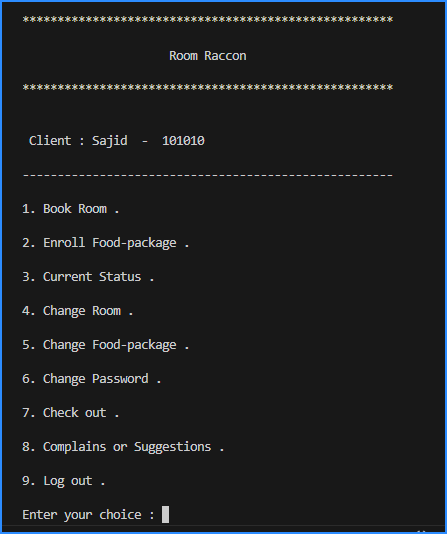 *****************************************************
Room Raccon
*****************************************************
Client : Sajid - 101010
-----------------------------------------------------
1. Book Room .
2. Enroll Food-package .
3. Current Status .
4. Change Room .
5. Change Food-package .
6. Change Password .
7. Check out .
8. Complains or Suggestions .
9. Log out .
Enter your choice :